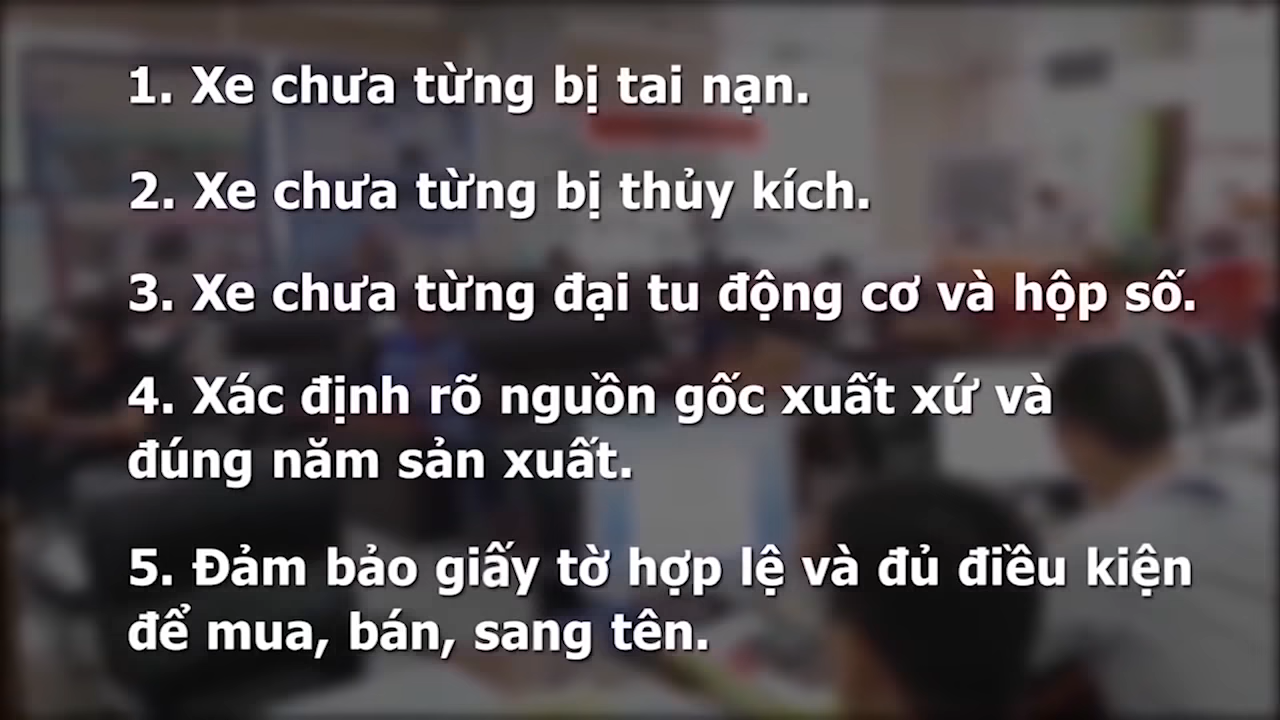 1. Xe chưa từng bị tai nạn.
2. Xe chưa từng bị thủy kích.
3. Xe chưa từng đại tu động cơ và hộp số.
4. Xác định rõ nguồn gốc xuất xứ và
đúng năm sản xuất.
5. Đảm bảo giấy tờ hợp lệ và đủ điều kiện
để mua, bán, sang tên.